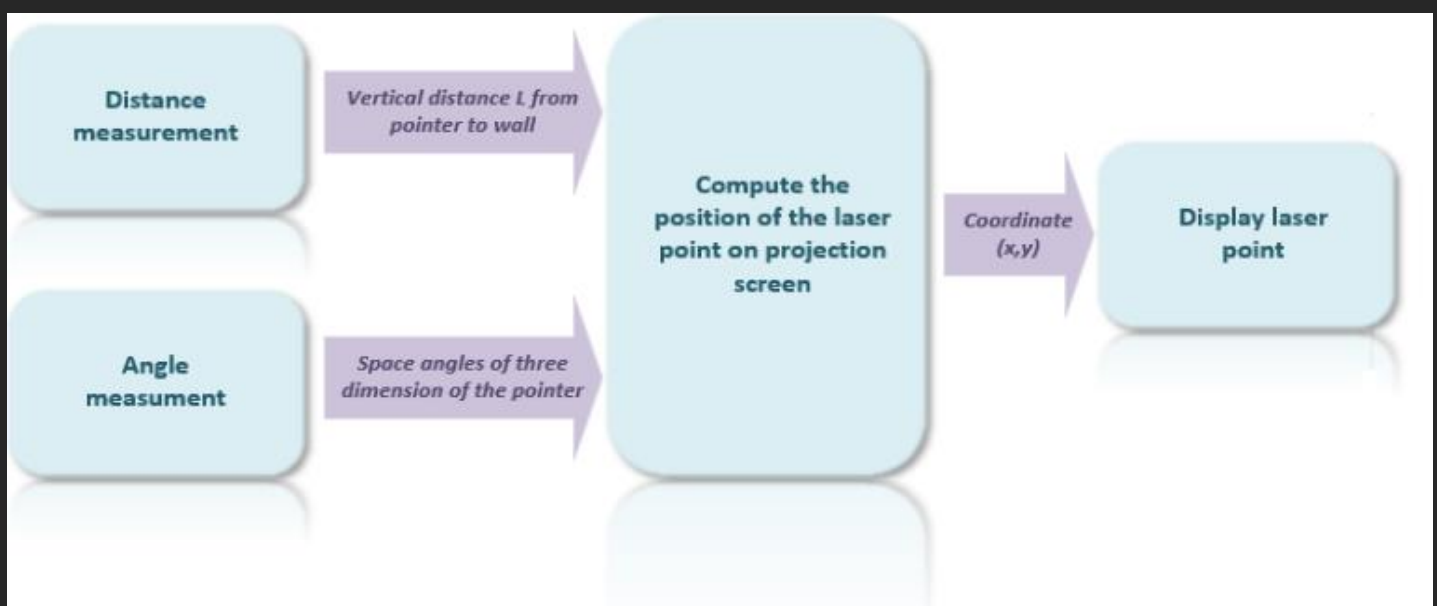 Distance
measurement
Vertical distance L from
pointer to wall
Compute the
position of the laser
point on projection
screen
Coordinate
(x,y)
Display laser
point
Angle
measument
Space angles of three
dimension of the pointer